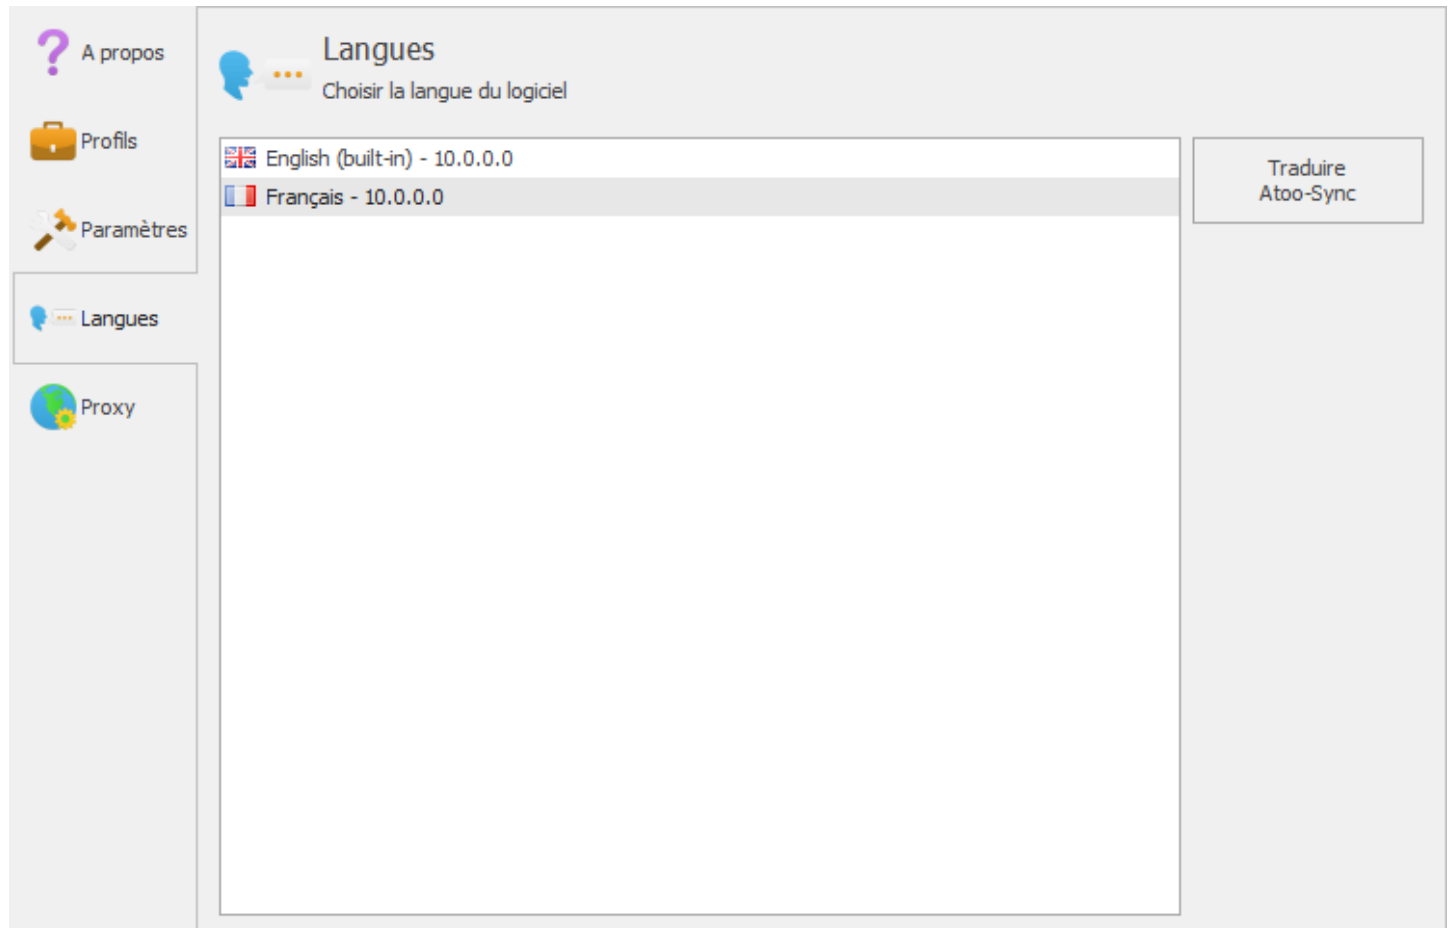 A propos
Profils
Paramètres
Langues
Proxy
Langues
Choisir la langue du logiciel
English (built-in) - 10.0.0.0
Français - 10.0.0.0
Traduire
Atoo-Sync